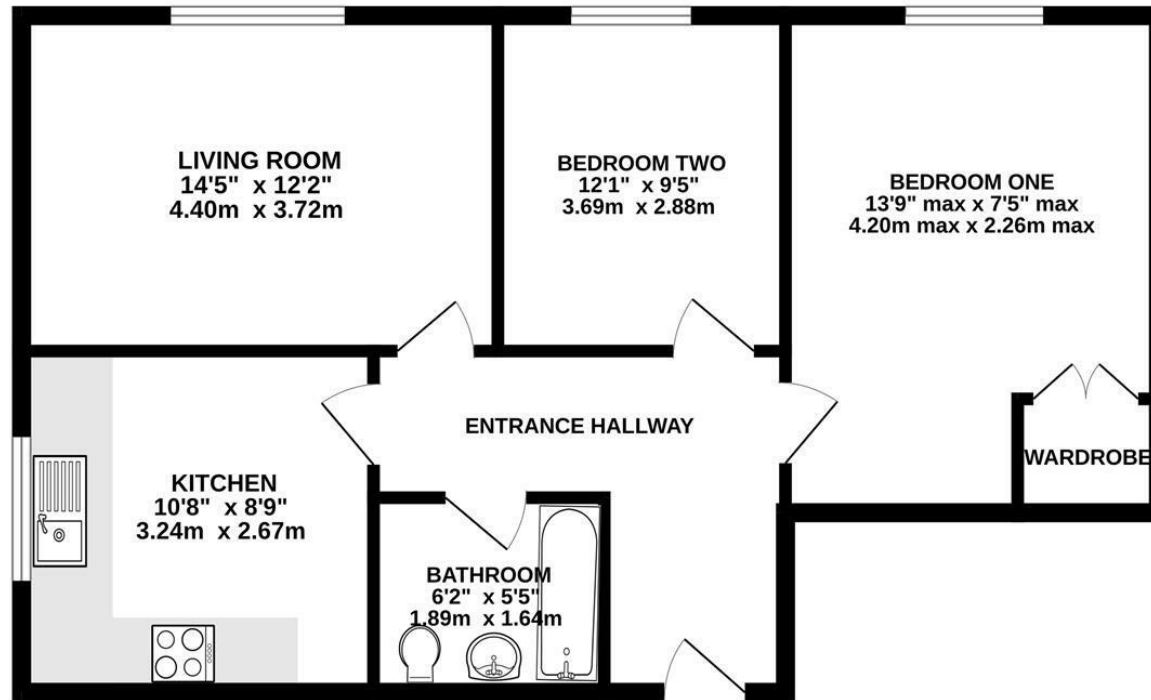 LIVING ROOM
14'5" x 12'2"
4.40m x 3.72m
BEDROOM TWO
12'1" x 9'5"
3.69m x 2.88m
BEDROOM ONE
13'9" max x 7'5" max
4.20m max x 2.26m max
ENTRANCE HALLWAY
WARDROBE
KITCHEN
10'8" x 8'9"
3.24m x 2.67m
BATHROOM
6'2" x 5'5"
1.89m x 1.64m